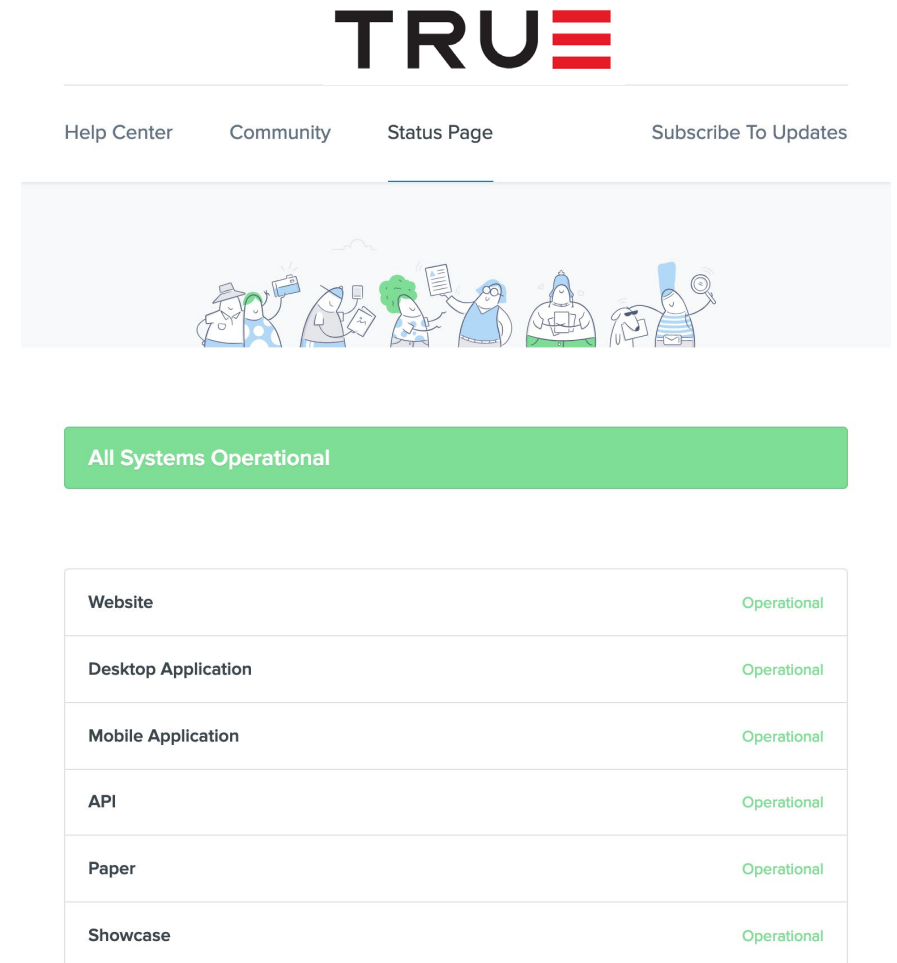 TRUE
Help Center Community Status Page Subscribe To Updates
All Systems Operational
Website Operational
Desktop Application Operational
Mobile Application Operational
API Operational
Paper Operational
Showcase Operational